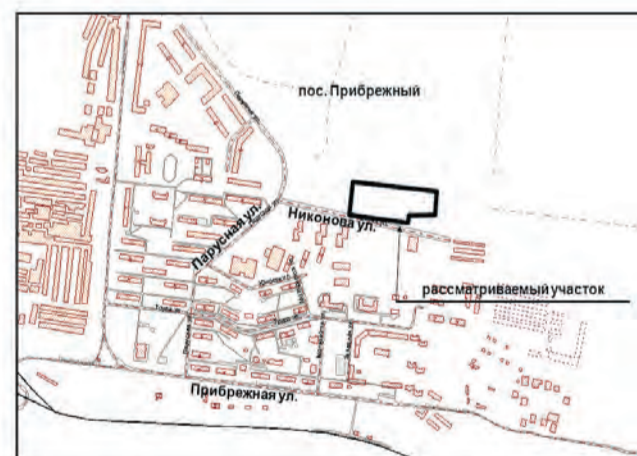 пос. Прибрежный
Никонова ул.
Парусная ул.
рассматриваемый участок
Прибрежная ул.